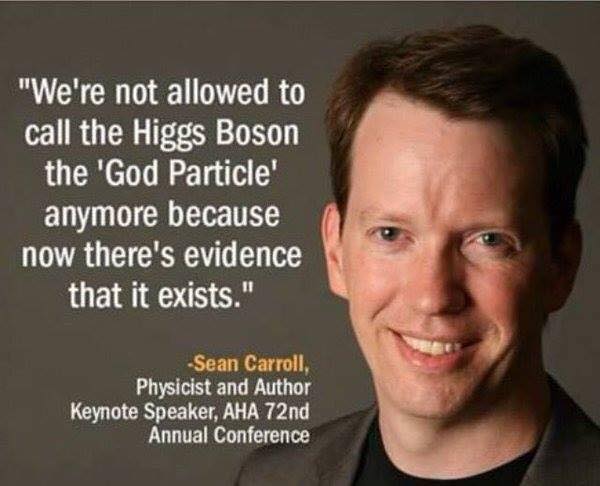 "We're not allowed to
call the Higgs Boson
the 'God Particle'
anymore because
now there's evidence
that it exists."
-Sean Carroll,
Physicist and Author
Keynote Speaker, AHA 72nd
Annual Conference